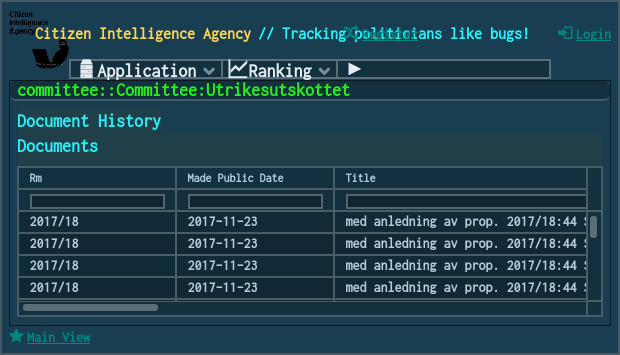 Citizen
Intelligence
Agency
Citizen Intelligence Agency // Tracking politicians like bugs!
Register
Login
Application
Ranking
committee::Committee:Utrikesutskottet
Document History
Documents
Rm Made Public Date Title
2017/18 2017-11-23 med anledning av prop. 2017/18:44 S
2017/18 2017-11-23 med anledning av prop. 2017/18:44 S
2017/18 2017-11-23 med anledning av prop. 2017/18:44 S
2017/18 2017-11-23 med anledning av prop. 2017/18:44 S
Main View